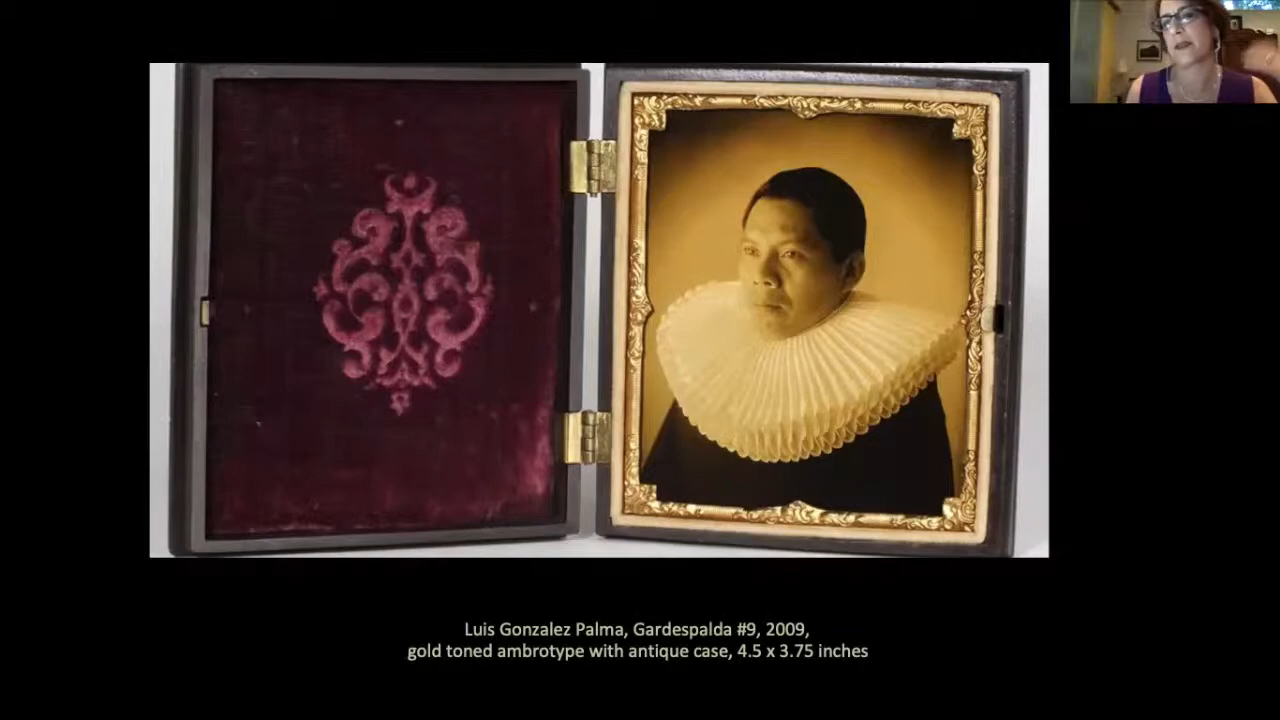 Luis Gonzalez Palma, Gardespalda #9, 2009,
gold toned ambrotype with antique case, 4.5 x 3.75 inches